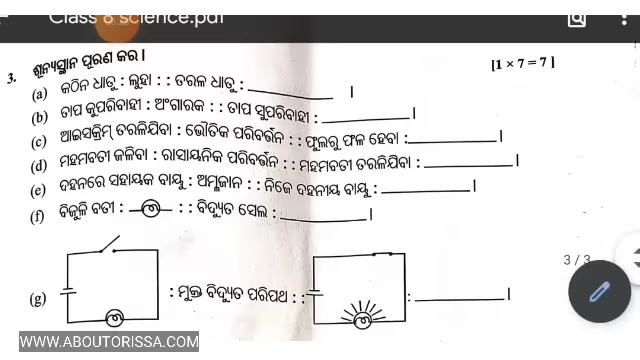 Class 8 science.pdf
3. ଶୂନ୍ୟସ୍ଥାନ ପୂରଣ କର । [1 × 7 = 7 ]
(a) କଠିନ ଧାତୁ : ଲୁହା : : ତରଳ ଧାତୁ : ____________ ।
(b) ତାପ କୁପରିବାହୀ : ଅଂଗାରକ : : ତାପ ସୁପରିବାହୀ : ____________ ।
(c) ଆଇସକ୍ରିମ୍ ତରଳିଯିବା : ଭୌତିକ ପରିବର୍ତ୍ତନ : : ଫୁଲରୁ ଫଳ ହେବା : ____________ ।
(d) ମହମବତୀ ଜଳିବା : ରାସାୟନିକ ପରିବର୍ତ୍ତନ : : ମହମବତୀ ତରଳିଯିବା : ____________ ।
(e) ଦହନରେ ସହାୟକ ବାୟୁ : ଅମ୍ଳଜାନ : : ନିଜେ ଦହନୀୟ ବାୟୁ : ____________ ।
(f) ବିଜୁଳି ବତୀ : : : ବିଦ୍ୟୁତ ସେଲ : ____________ ।
(g) : ମୁକ୍ତ ବିଦ୍ୟୁତ ପରିପଥ : : : ____________ ।
3 / 3
WWW.ABOUTORISSA.COM